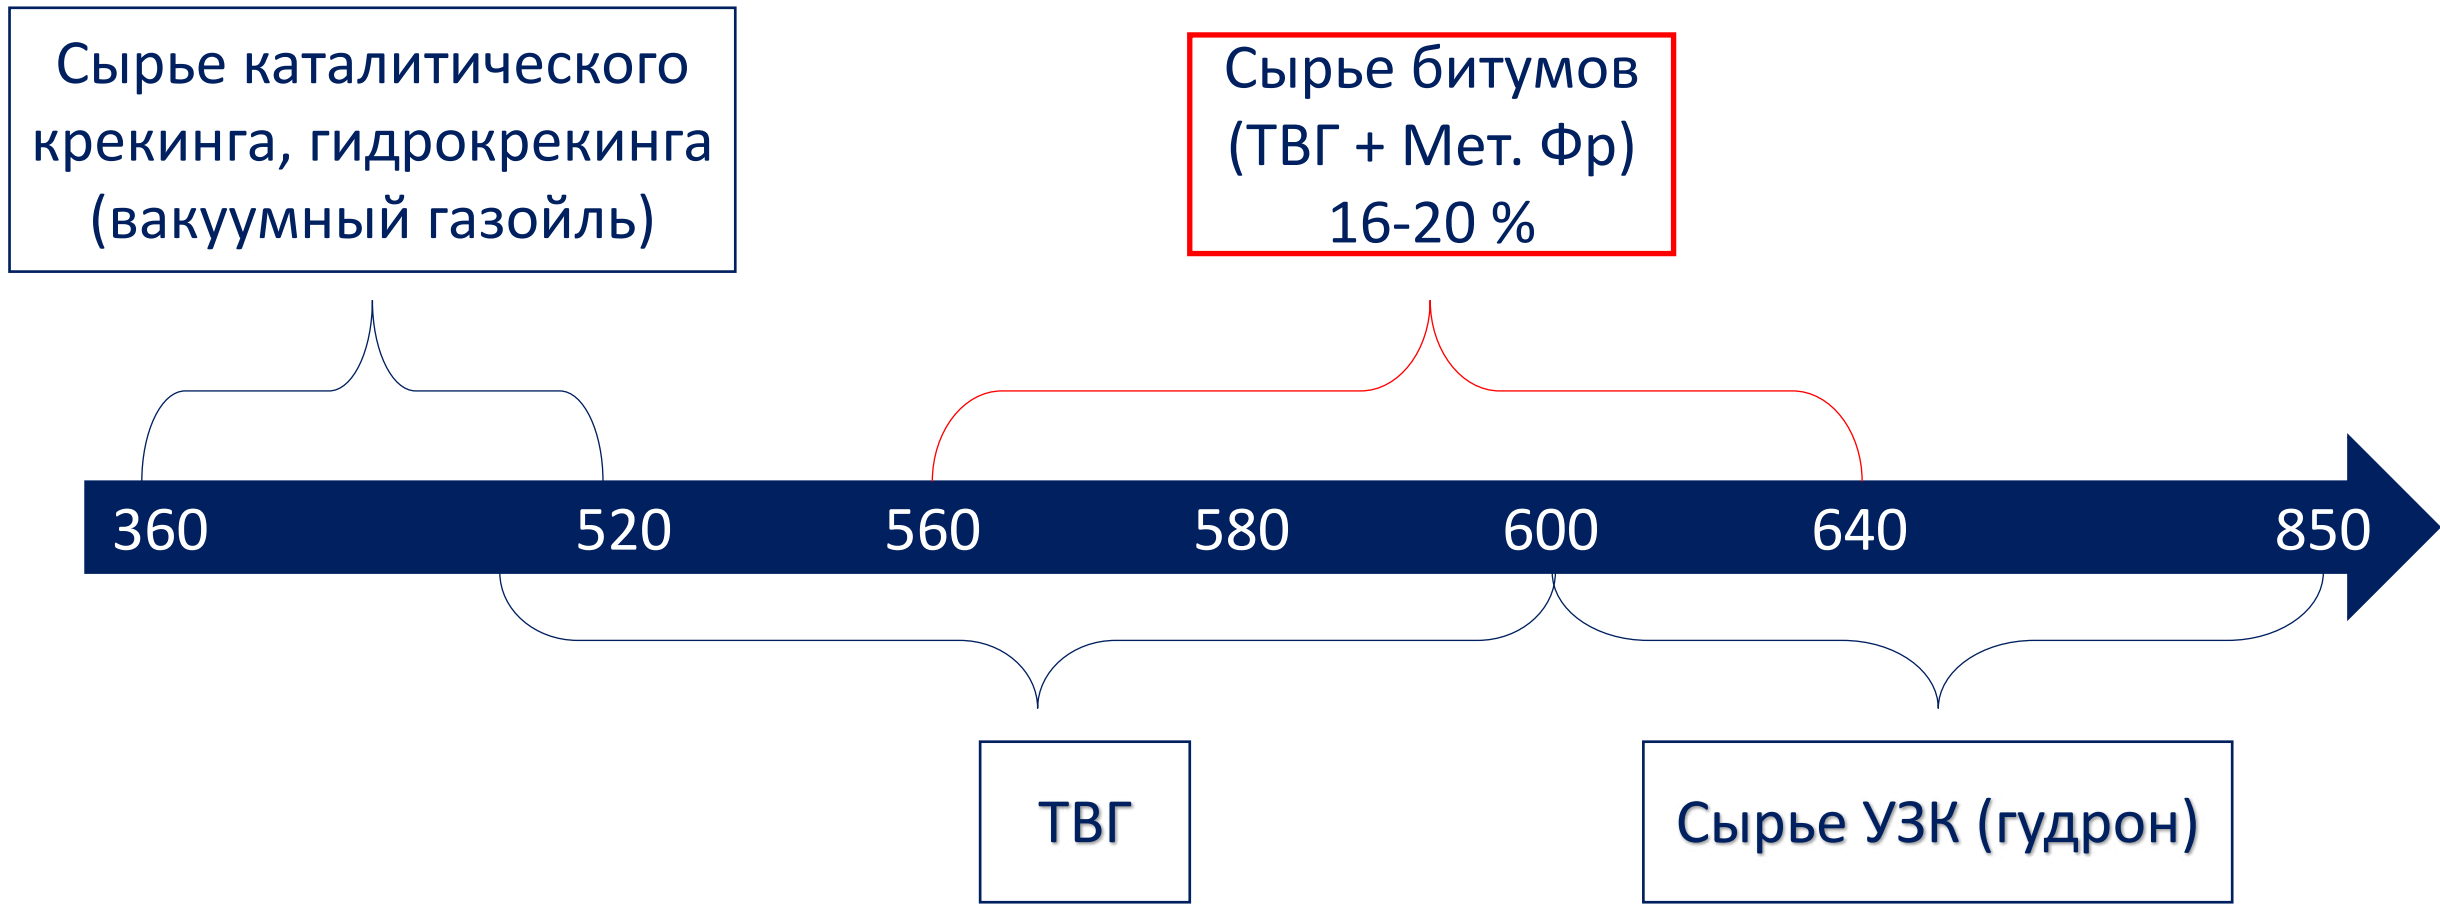 Сырье каталитического
крекинга, гидрокрекинга
(вакуумный газойль)
Сырье битумов
(ТВГ + Мет. Фр)
16-20 %
360 520 560 580 600 640 850
ТВГ
Сырье УЗК (гудрон)